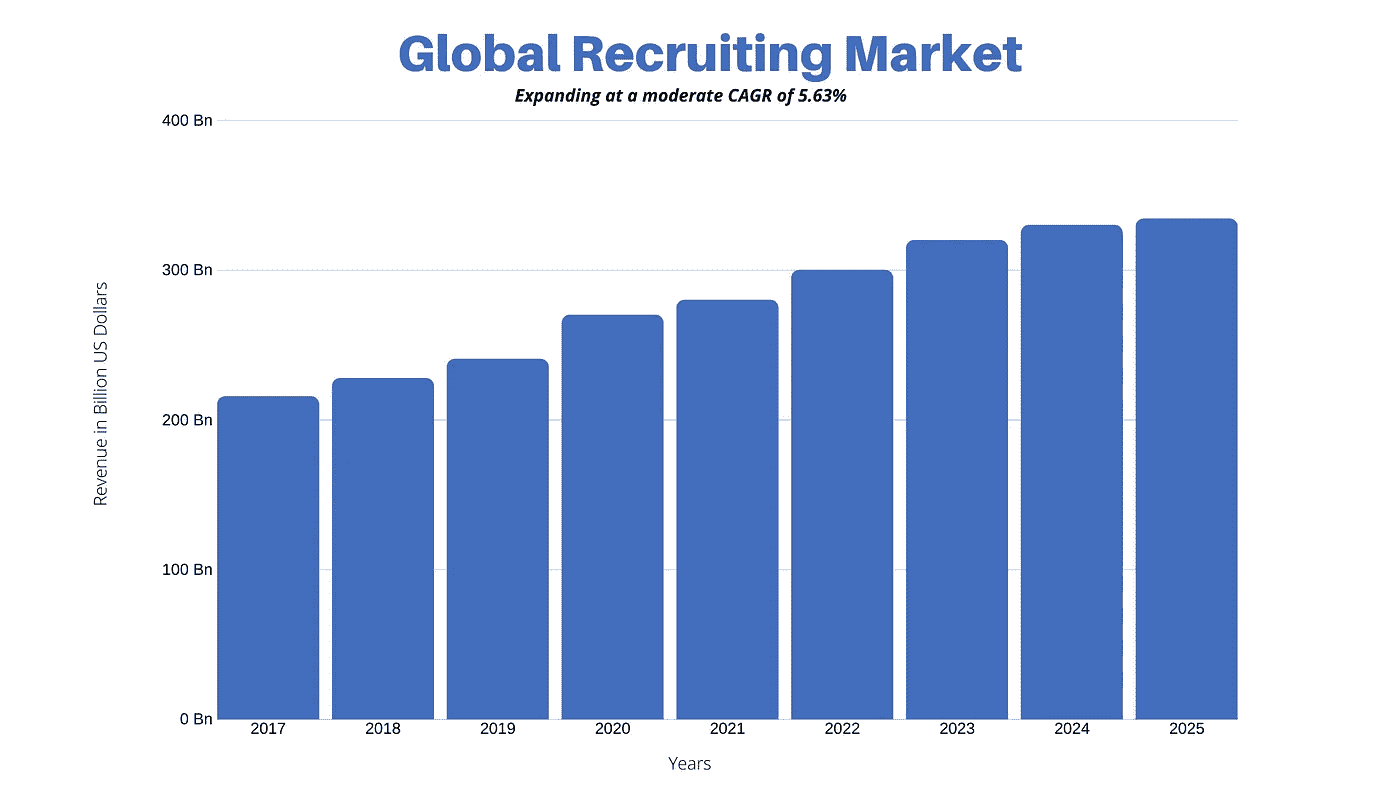 Global Recruiting Market
Expanding at a moderate CAGR of 5.63%
400 Bn
300 Bn
200 Bn
100 Bn
0 Bn
Revenue in Billion US Dollars
2017 2018 2019 2020 2021 2022 2023 2024 2025
Years